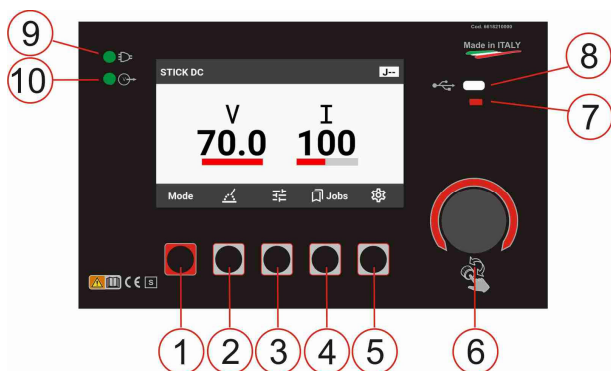 Cod. 6615210000
Made in ITALY
9
10
8
7
STICK DC
J--
V
I
70.0
100
Mode
Jobs
CE
S
1
2
3
4
5
6